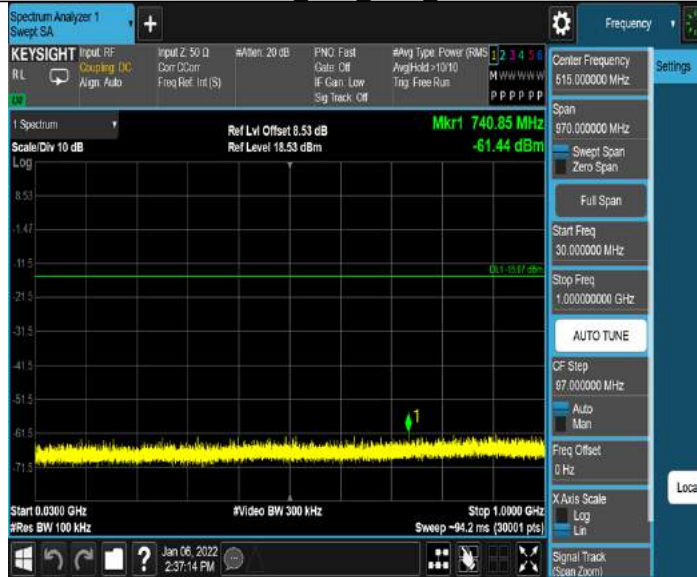 Spectrum Analyzer 1
Swept SA
Frequency
KEYSIGHT
RL
Input: RF
Coupling: DC
Align: Auto
Input Z: 50 Ω
Corr CCorr
Freq Ref: Int (S)
#Atten: 20 dB
PNO: Fast
Gate: Off
IF Gain: Low
Sig Track: Off
#Avg Type: Power (RMS
Avg|Hold:>10/10
Trig: Free Run
1 2 3 4 5 6
M W W W W W
P P P P P P
Settings
1 Spectrum
Scale/Div 10 dB
Log
Ref Lvl Offset 8.53 dB
Ref Level 18.53 dBm
Mkr1 740.85 MHz
-61.44 dBm
8.53
-1.47
-11.5
DL1 -15.07 dBm
-21.5
-31.5
-41.5
-51.5
1
-61.5
-71.5
Start 0.0300 GHz
#Res BW 100 kHz
#Video BW 300 kHz
Stop 1.0000 GHz
Sweep ~94.2 ms (30001 pts)
Jan 06, 2022
2:37:14 PM
Center Frequency
515.000000 MHz
Span
970.000000 MHz
Swept Span
Zero Span
Full Span
Start Freq
30.000000 MHz
Stop Freq
1.000000000 GHz
AUTO TUNE
CF Step
97.000000 MHz
Auto
Man
Freq Offset
0 Hz
X Axis Scale
Log
Lin
Signal Track
(Span Zoom)
Loca